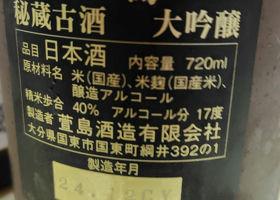 秘蔵古酒 大吟醸
品目 日本酒 内容量 720ml
原材料名 米(国産)、米麹(国産米)、
醸造アルコール
精米歩合 40% アルコール分 17度
製造者 萱島酒造有限会社
大分県国東市国東町綱井392の1
製造年月
24.12